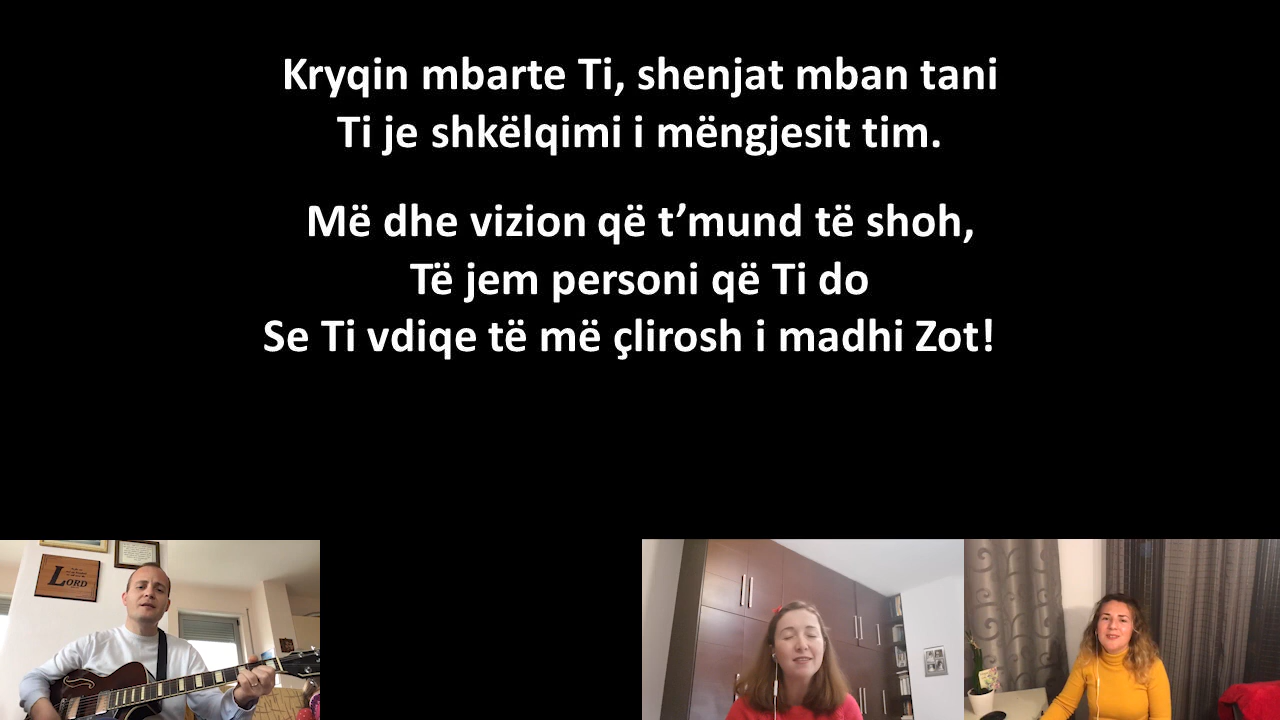 Kryqin mbarte Ti, shenjat mban tani
Ti je shkëlqimi i mëngjesit tim.
Më dhe vizion që t’mund të shoh,
Të jem personi që Ti do
Se Ti vdiqe të më çlirosh i madhi Zot!
LORD